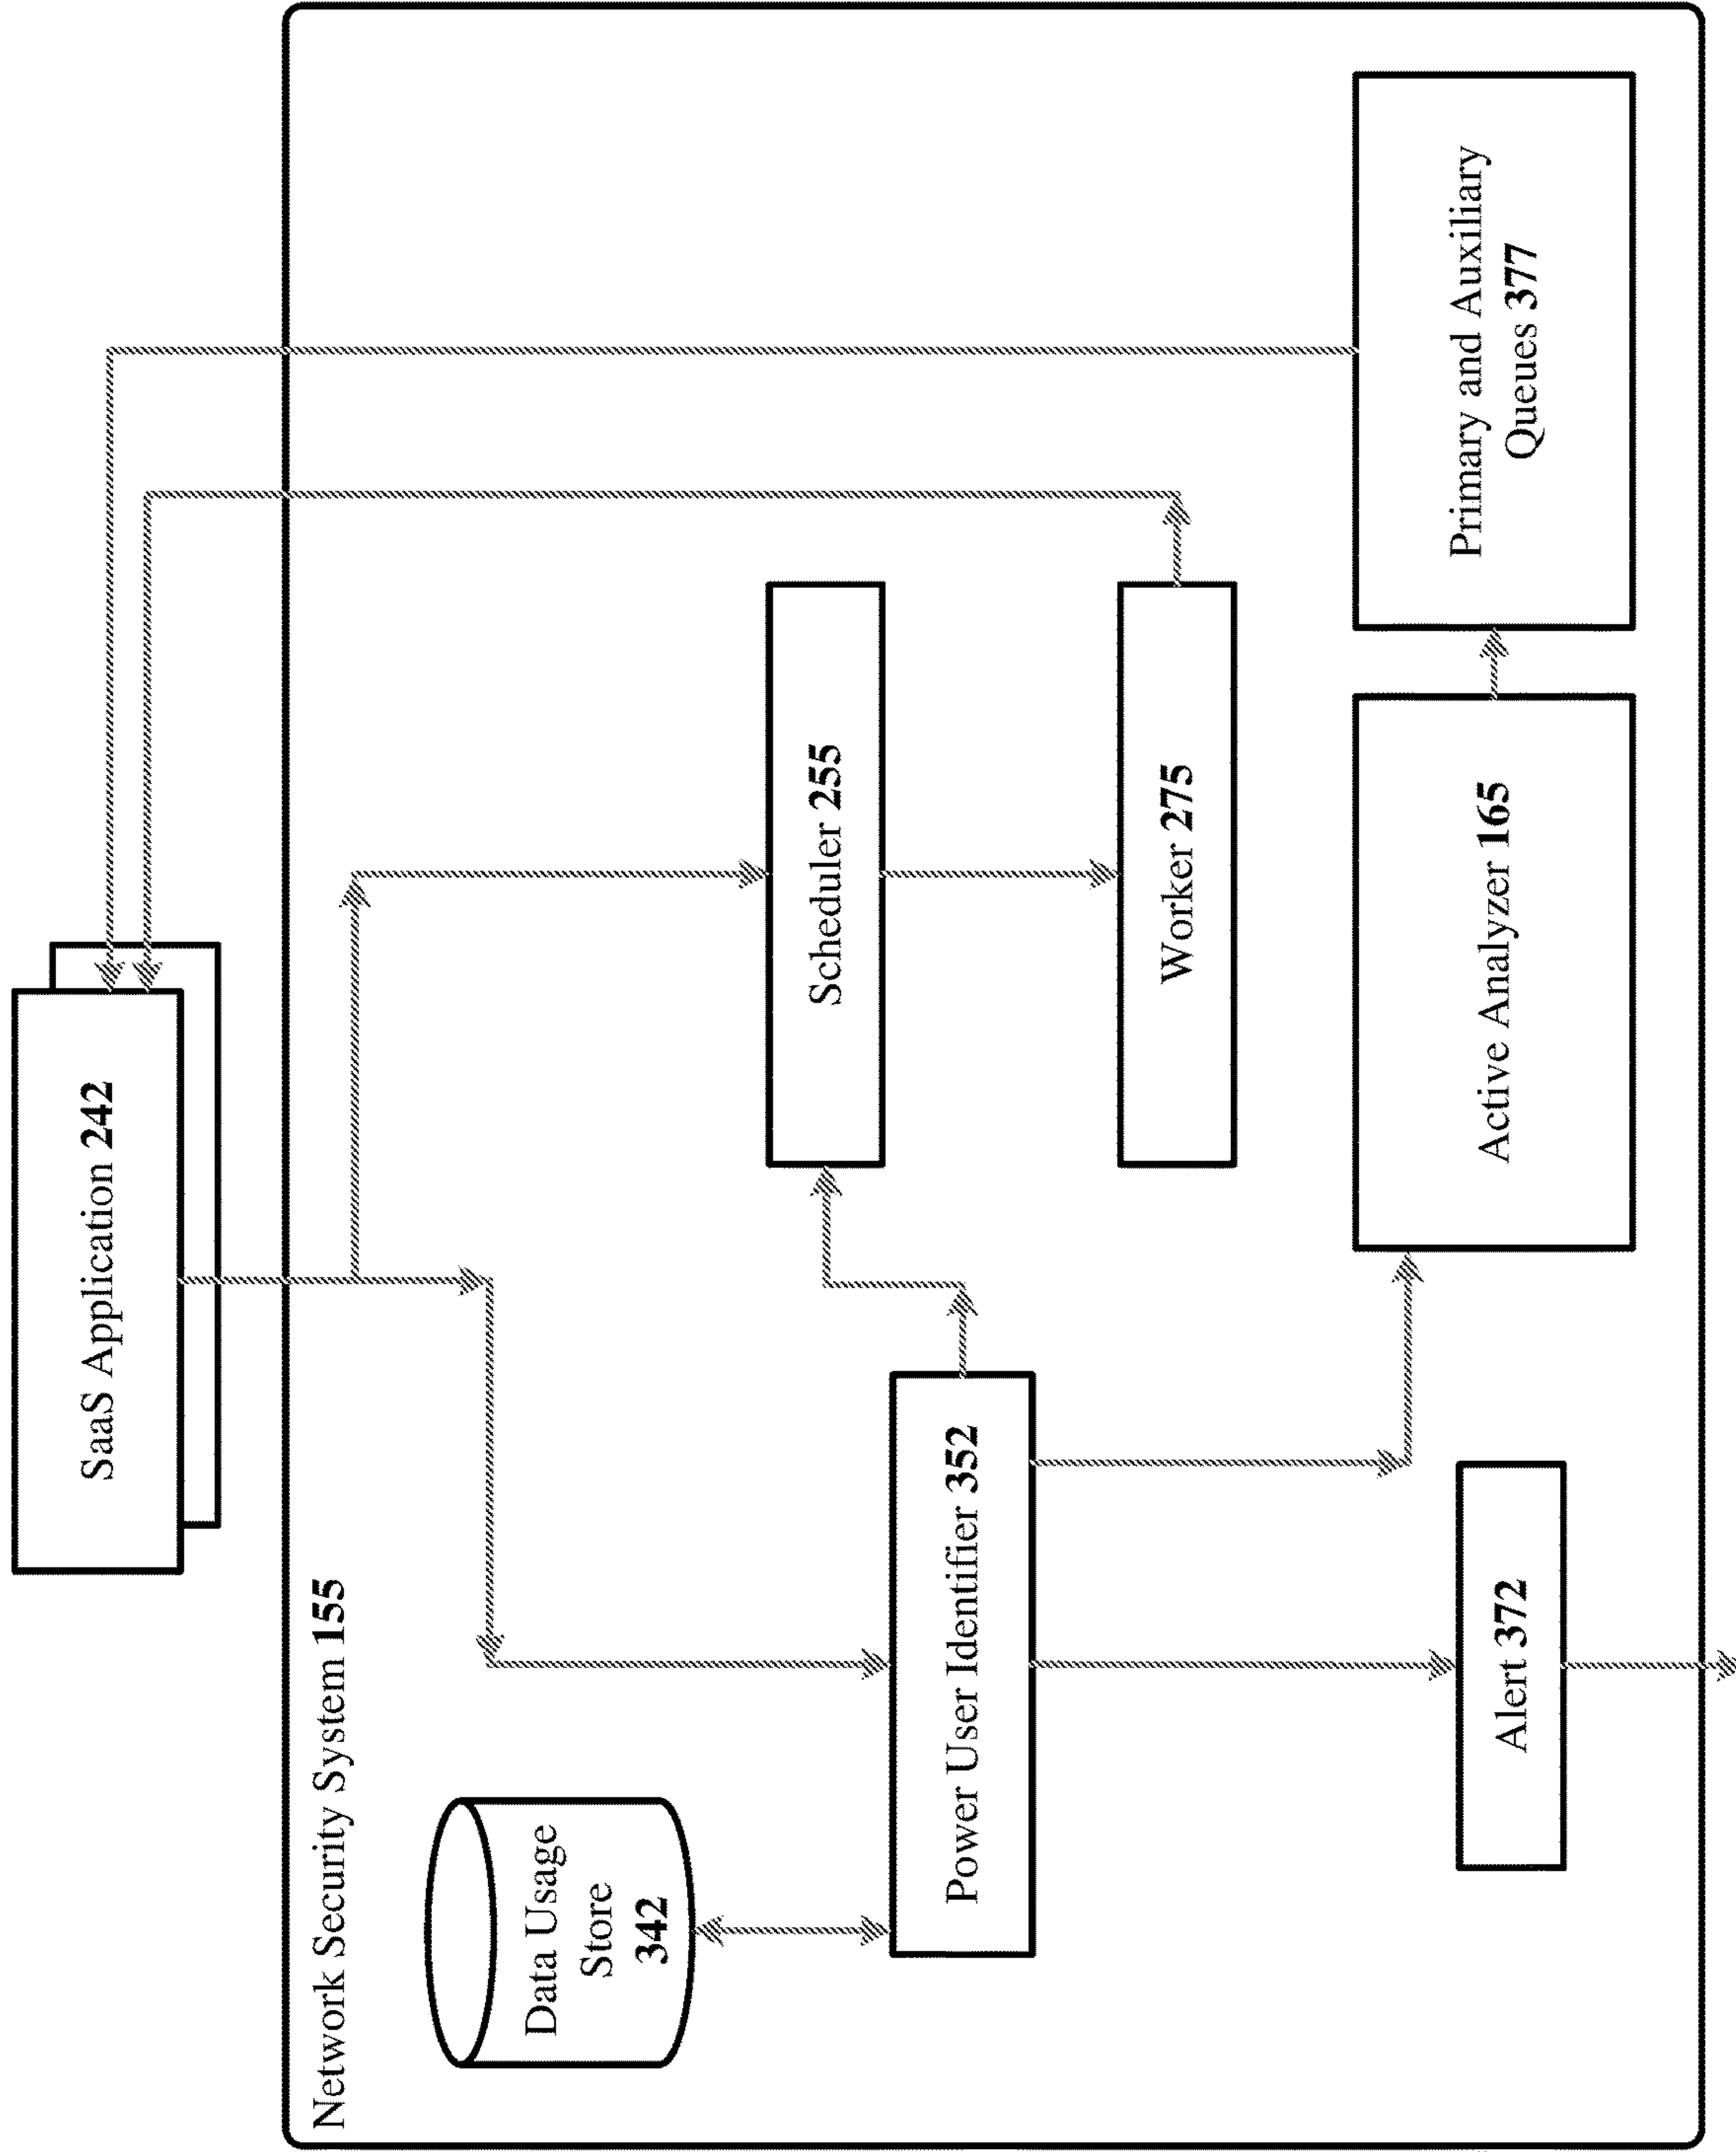 SaaS Application 242
Network Security System 155
Data Usage
Store
342
Scheduler 255
Power User Identifier 352
Worker 275
Alert 372
Active Analyzer 165
Primary and Auxiliary
Queues 377